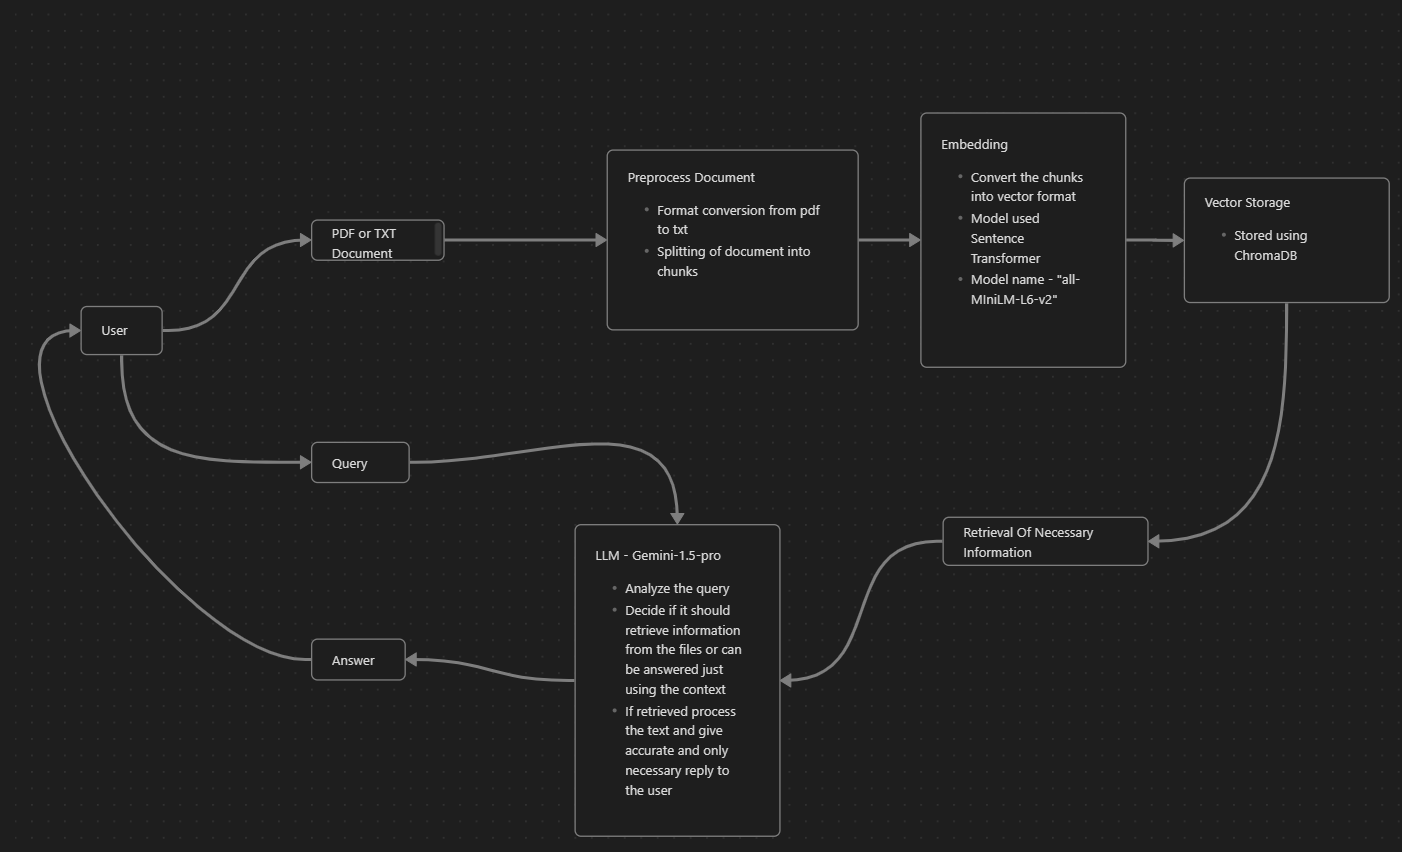 Embedding
Convert the chunks
into vector format
Model used
Sentence
Transformer
Model name - "all-
MIniLM-L6-v2"
Preprocess Document
Format conversion from pdf
to txt
Splitting of document into
chunks
Vector Storage
Stored using
ChromaDB
PDF or TXT
Document
User
Query
Retrieval Of Necessary
Information
LLM - Gemini-1.5-pro
Analyze the query
Decide if it should
retrieve information
from the files or can
be answered just
using the context
If retrieved process
the text and give
accurate and only
necessary reply to
the user
Answer